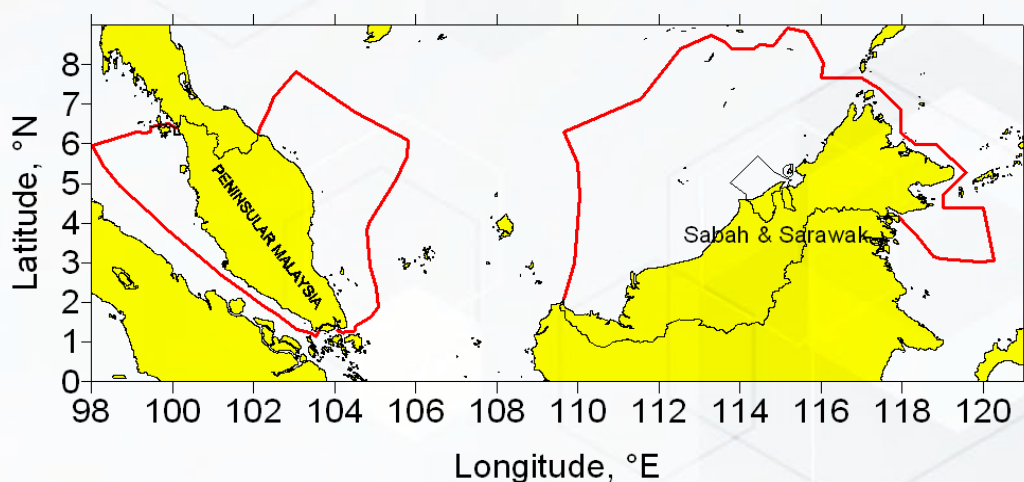 Latitude, °N
8
7
6
5
4
3
2
1
0
PENINSULAR MALAYSIA
Sabah & Sarawak
98 100 102 104 106 108 110 112 114 116 118 120
Longitude, °E